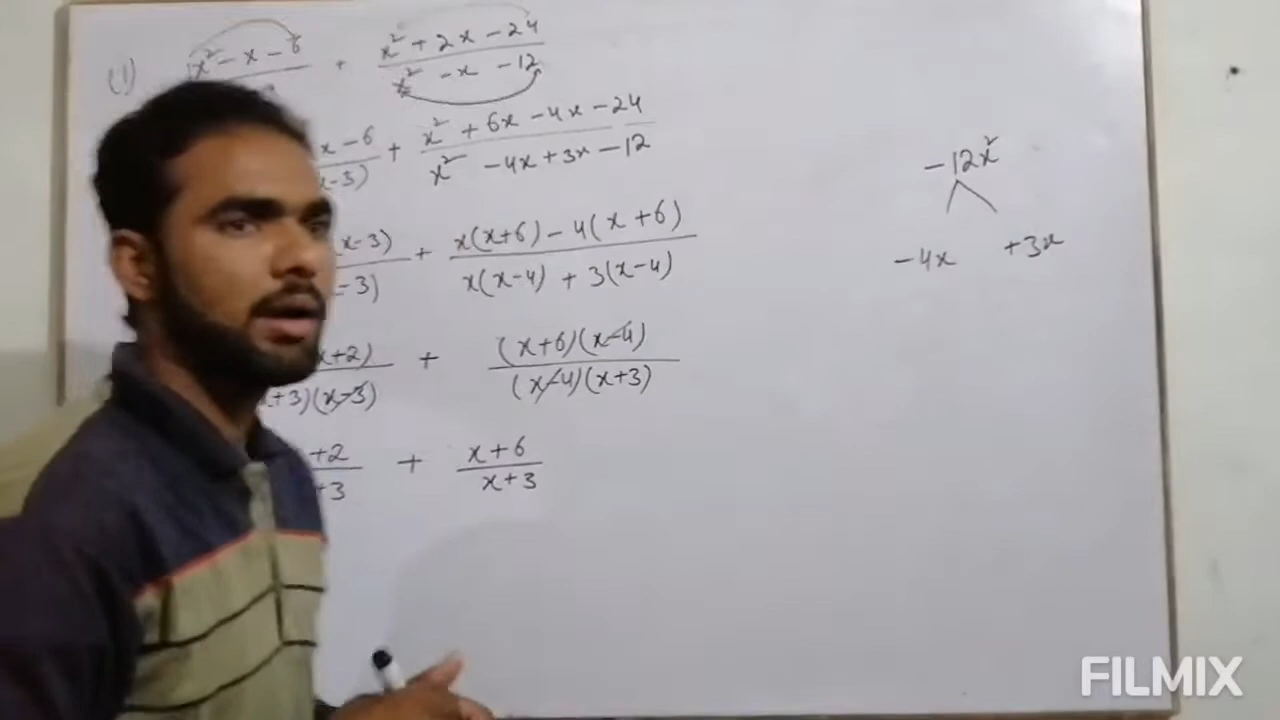 (1) x² - x - 6 + x² + 2x - 24
x² - x - 12
x - 6 + x² + 6x - 4x - 24
x - 3) x² - 4x + 3x - 12
(x-3) + x(x+6) - 4(x+6)
-3) x(x-4) + 3(x-4)
x+2) + (x+6)(x-4)
x+3)(x-3) (x-4)(x+3)
+2 + x+6
+3 x+3
-12x²
-4x +3x
FILMIX